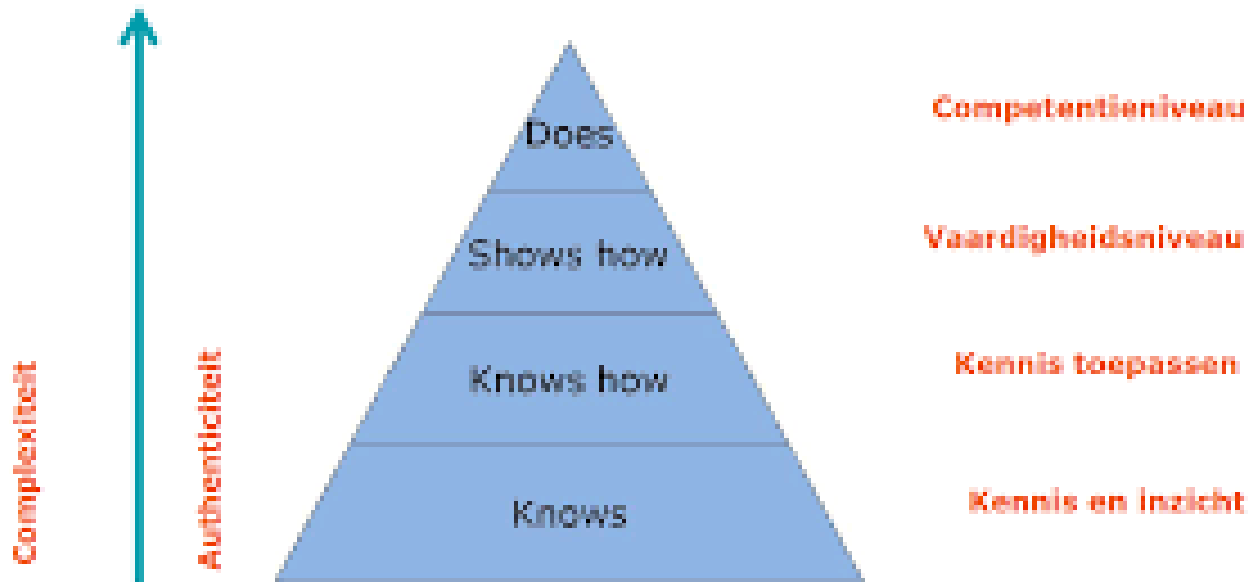 Does
Competentieniveau
Shows how
Vaardigheidsniveau
Knows how
Kennis toepassen
Knows
Kennis en inzicht
Complexiteit
Authenticiteit